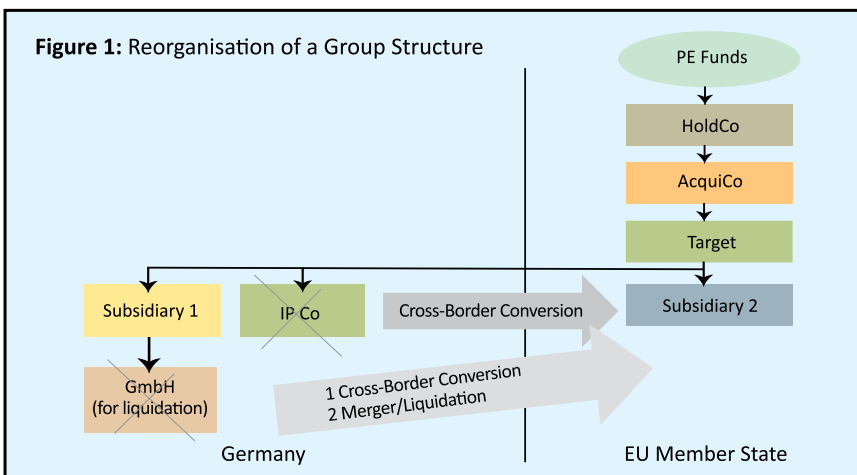 Figure 1: Reorganisation of a Group Structure
PE Funds
HoldCo
AcquiCo
Target
Subsidiary 1
IP Co
Cross-Border Conversion
Subsidiary 2
GmbH
(for liquidation)
1 Cross-Border Conversion
2 Merger/Liquidation
Germany
EU Member State